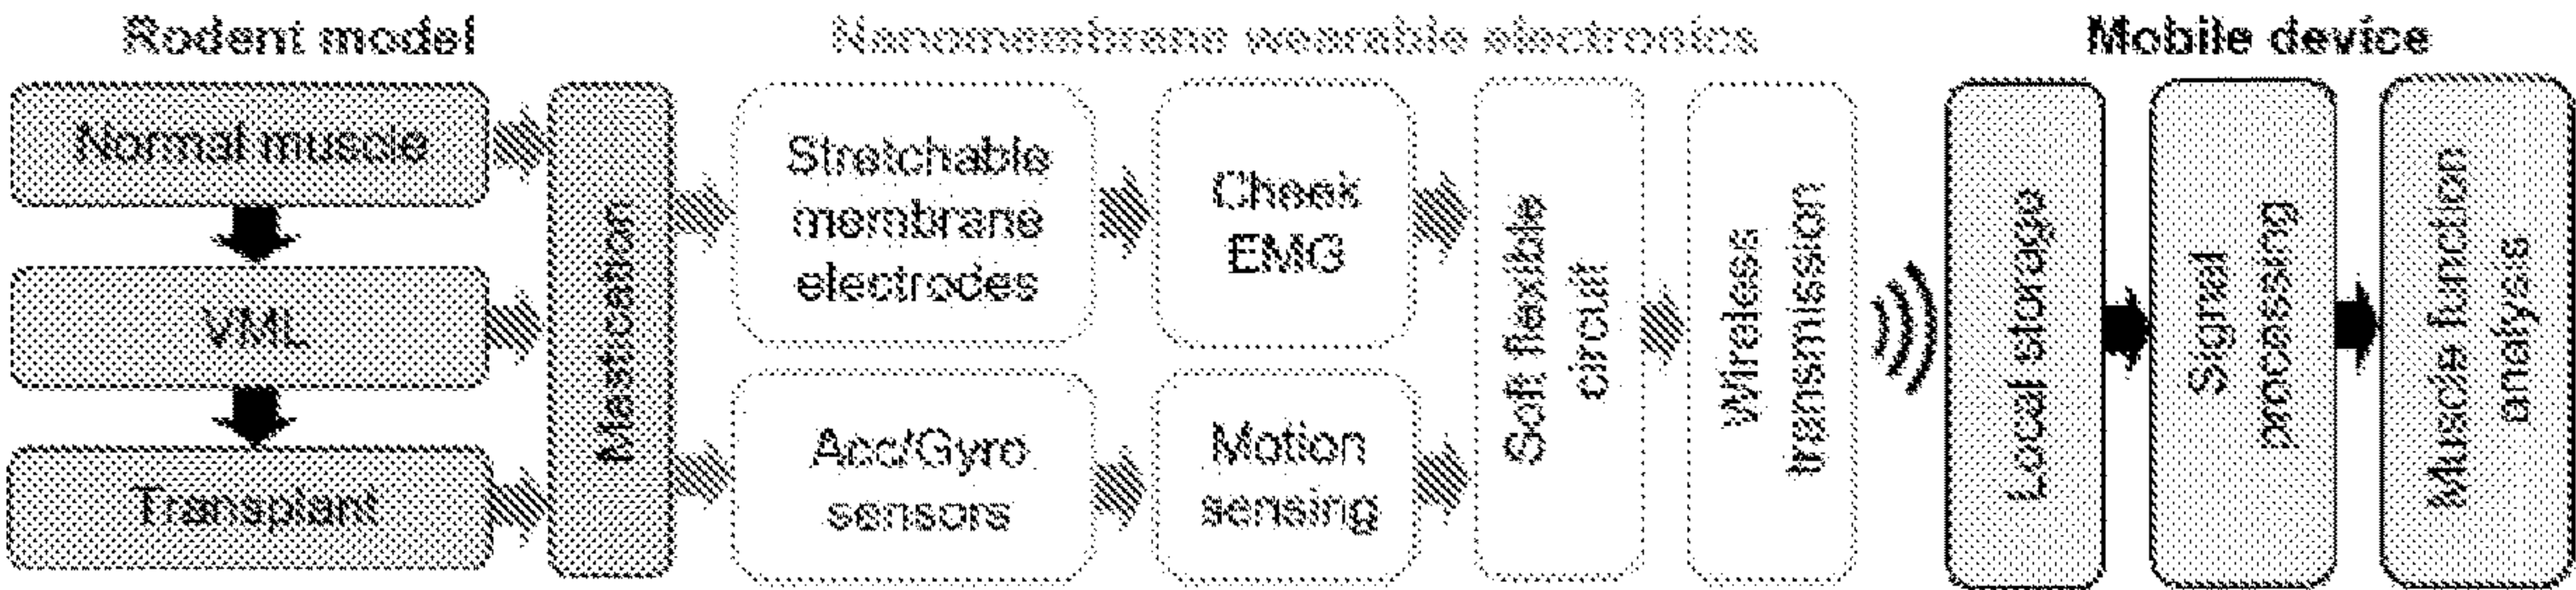 Rodent model
Nanomembrane wearable electronics
Mobile device
Normal muscle
VML
Transplant
Mastication
Stretchable
membrane
electrodes
Cheek
EMG
Acc/Gyro
sensors
Motion
sensing
Soft flexible
circuit
Wireless
transmission
Local storage
Signal
processing
Muscle function
analysis